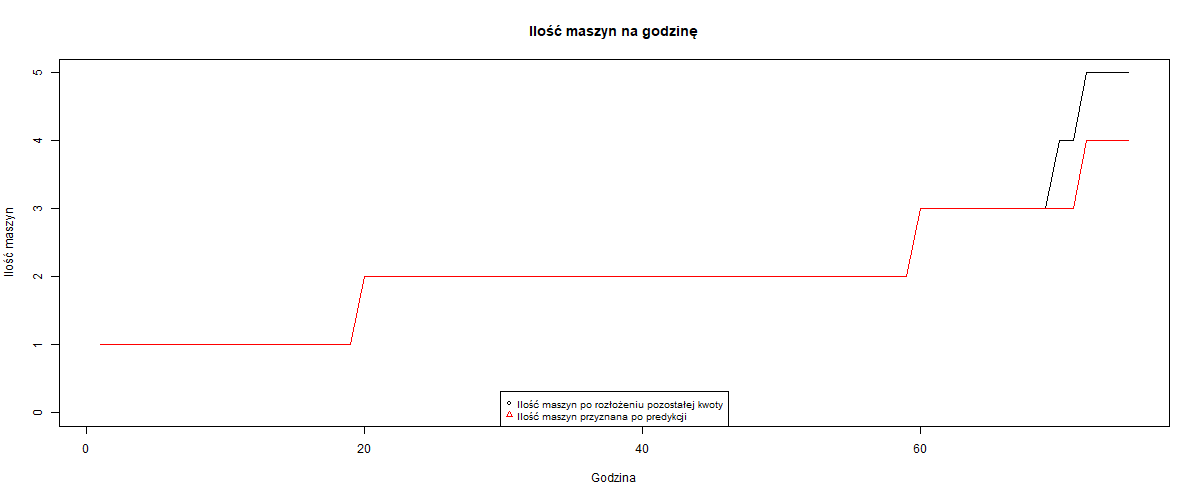 Ilość maszyn na godzinę
Ilość maszyn
5
4
3
2
1
0
Ilość maszyn po rozłożeniu pozostałej kwoty
Ilość maszyn przyznana po predykcji
0 20 40 60
Godzina